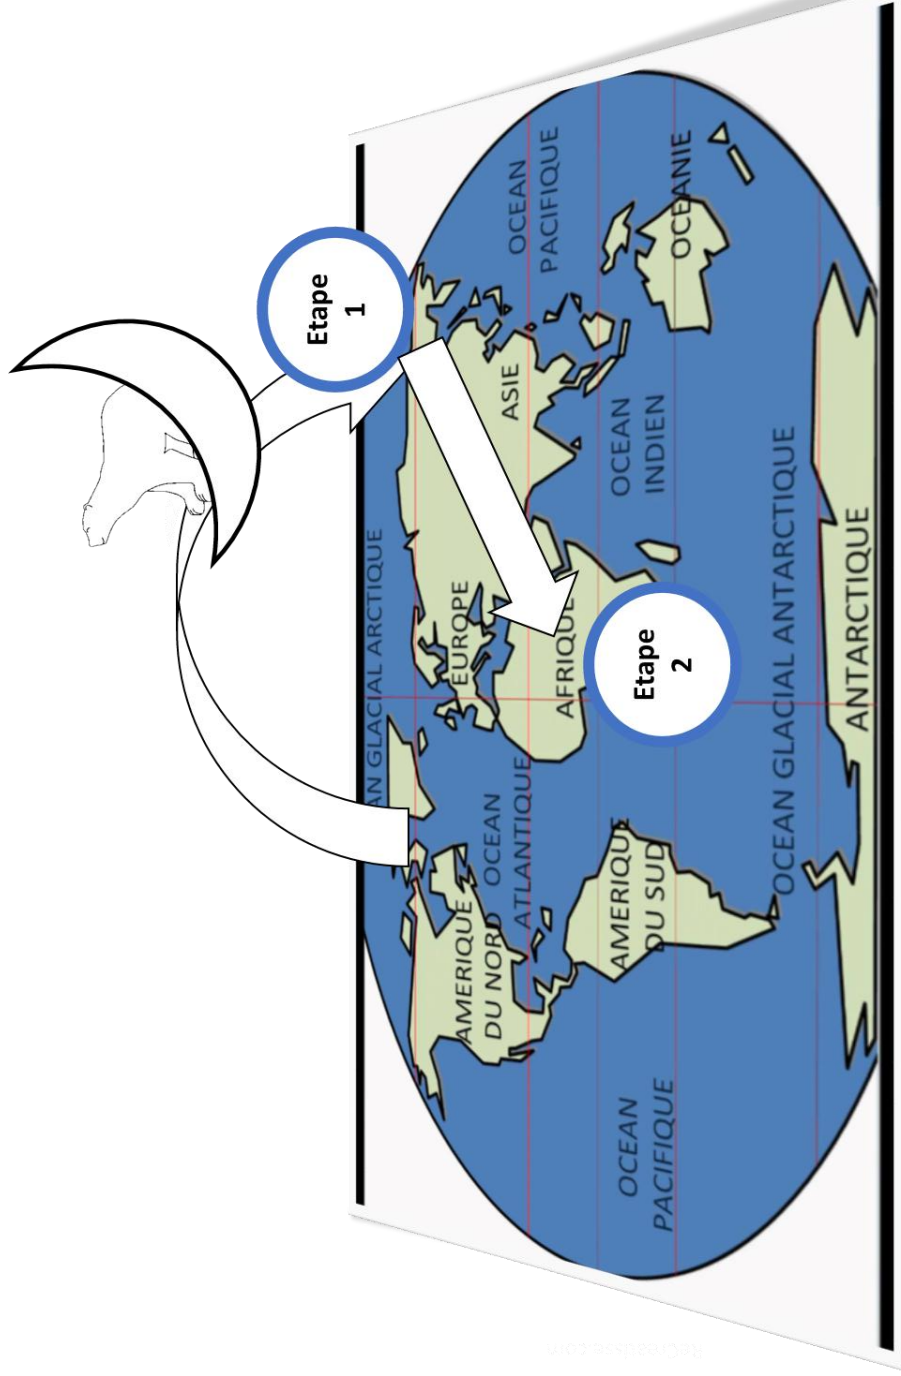 Etape
1
AN GLACIAL ARCTIQUE
AMERIQUE
DU NORD
EUROPE
OCEAN
ATLANTIQUE
ASIE
OCEAN
PACIFIQUE
AFRIQUE
OCEAN
PACIFIQUE
AMERIQUE
DU SUD
Etape
2
OCEAN
INDIEN
OCEANIE
OCEAN GLACIAL ANTARCTIQUE
ANTARCTIQUE